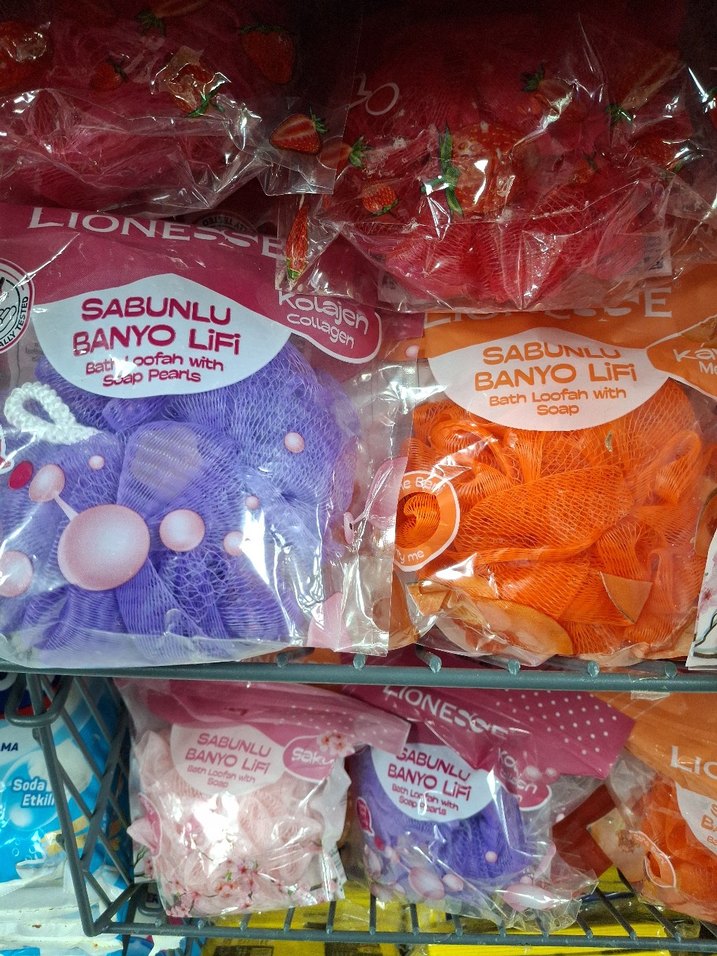 LIONESSE
SABUNLU
BANYO LiFi
Bath Loofah with
Soap Pearls
Kolajen
Collagen
LIONESSE
SABUNLU
BANYO LiFi
Bath Loofah with
Soap
SABUNLU
BANYO LiFi
Bath Loofah with
Soap
LIONESSE
SABUNLU
BANYO LiFi
Bath Loofah with
Soap Pearls
Soda
Etkili